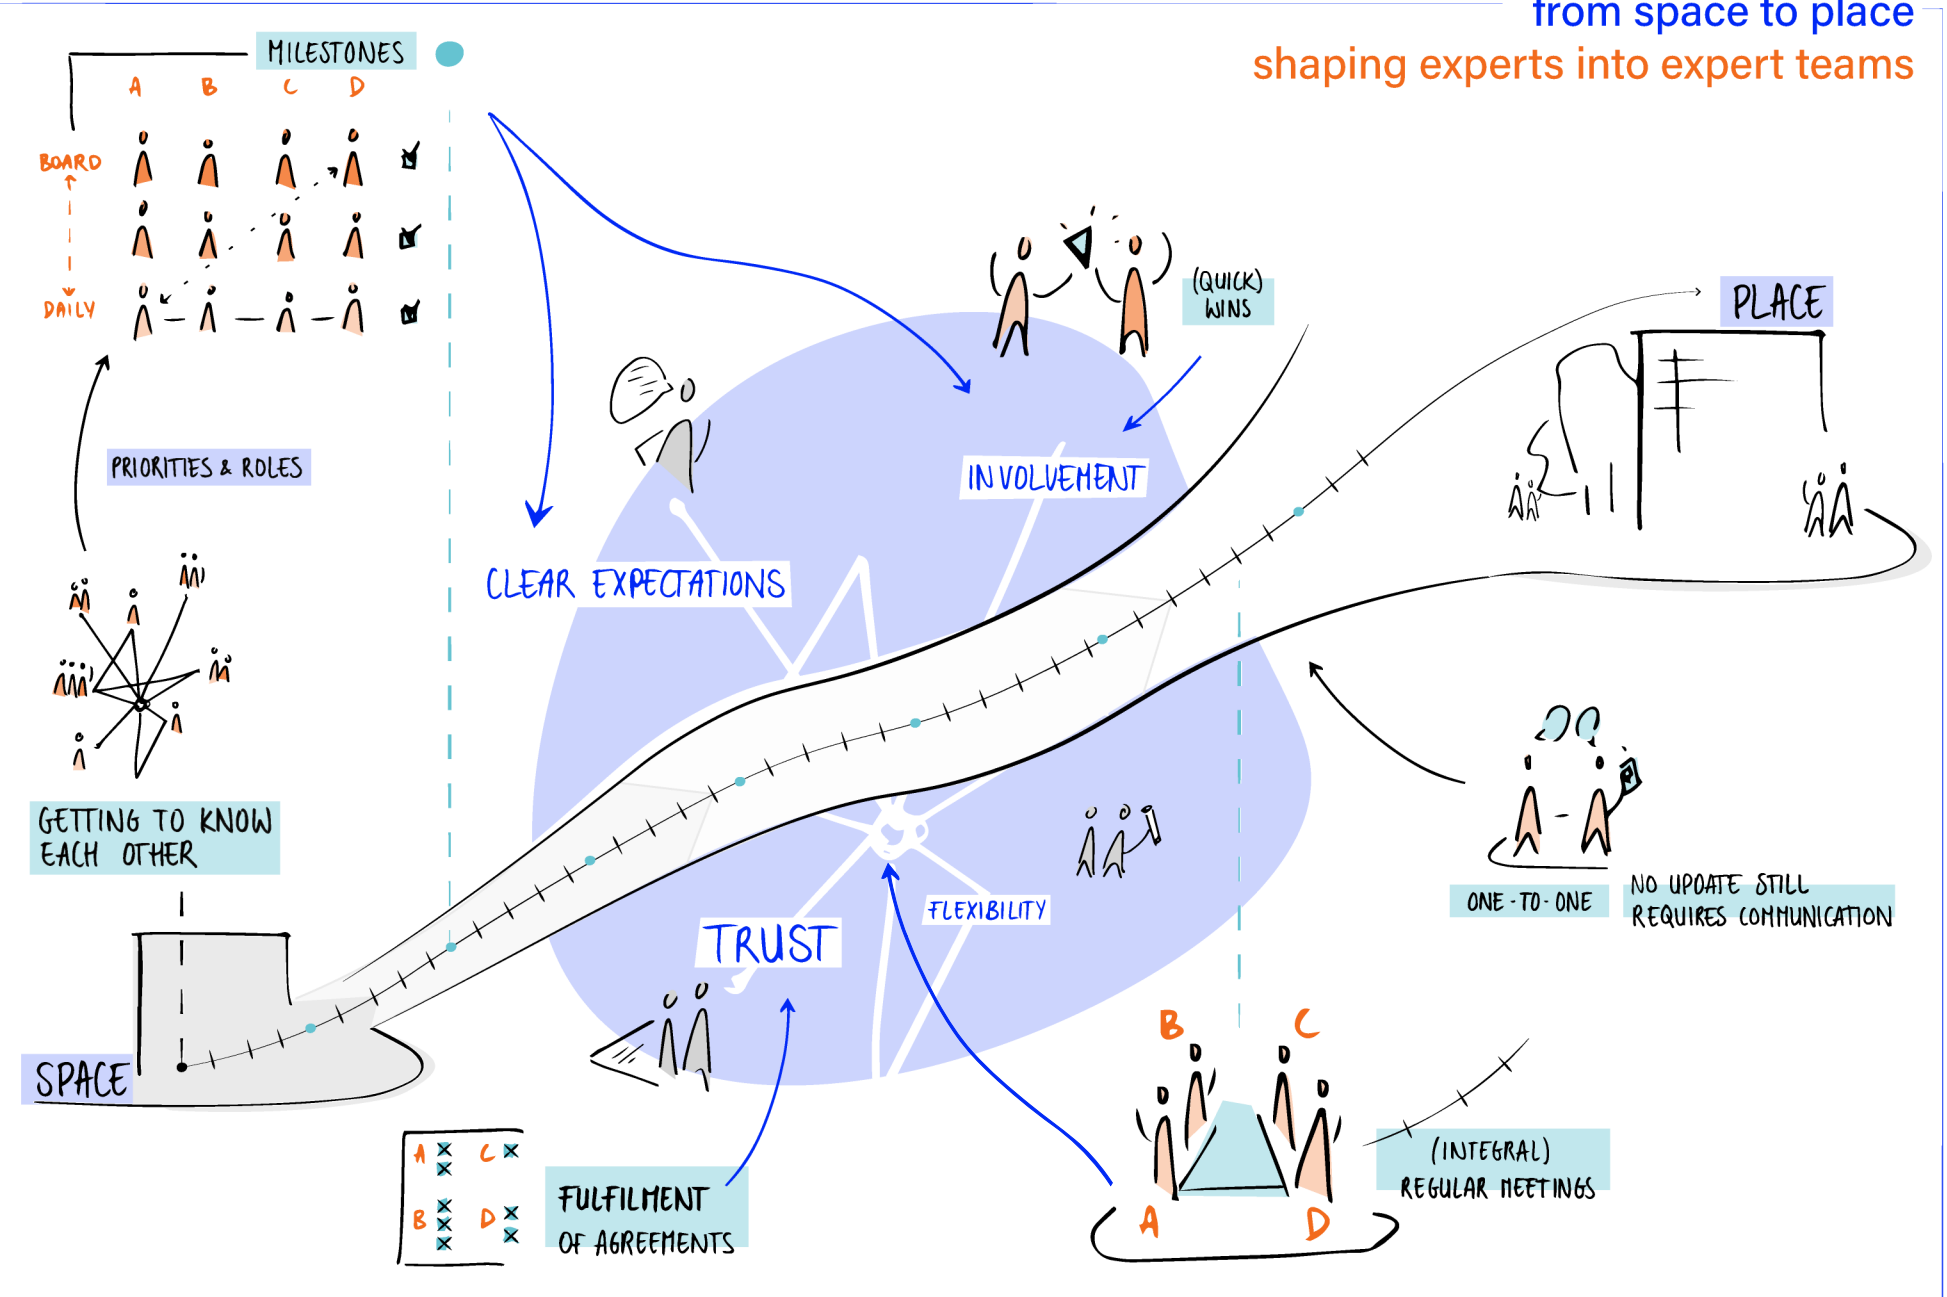 from space to place
shaping experts into expert teams
MILESTONES
A B C D
BOARD
DAILY
(QUICK)
WINS
PLACE
PRIORITIES & ROLES
INVOLVEMENT
CLEAR EXPECTATIONS
GETTING TO KNOW
EACH OTHER
ONE-TO-ONE
NO UPDATE STILL
REQUIRES COMMUNICATION
FLEXIBILITY
TRUST
SPACE
B C
A D
(INTEGRAL)
REGULAR MEETINGS
A C
B D
FULFILMENT
OF AGREEMENTS